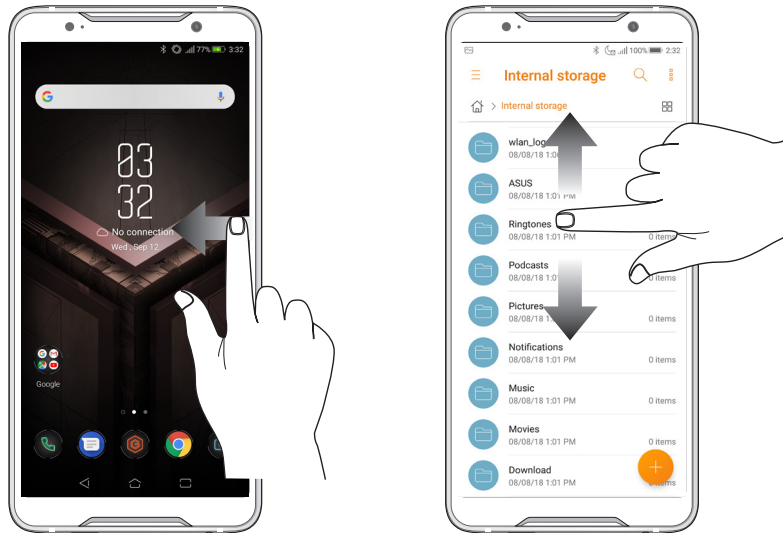 77% 3:32
03
32
No connection
Wed, Sep 12
Google
100% 2:32
Internal storage
Internal storage
wlan_log
08/08/18 1:0
ASUS
08/08/18 1:01 PM
Ringtones
08/08/18 1:01 PM 0 items
Podcasts
08/08/18 1:0 0 items
Pictures
08/08/18 1: 0 items
Notifications
08/08/18 1:01 PM 0 items
Music
08/08/18 1:01 PM 0 items
Movies
08/08/18 1:01 PM 0 items
Download
08/08/18 1:01 PM items